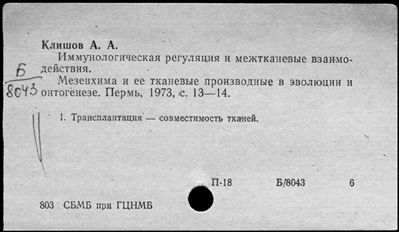 Клишов А. А.
Иммунологическая регуляция и межтканевые взаимо-
действия.
Мезенхима и ее тканевые производные в эволюции и
онтогенезе. Пермь, 1973, с. 13—14.
Б
8043
1. Трансплантация — совместимость тканей.
П-18 Б/8043 6
803 СБМБ при ГЦНМБ